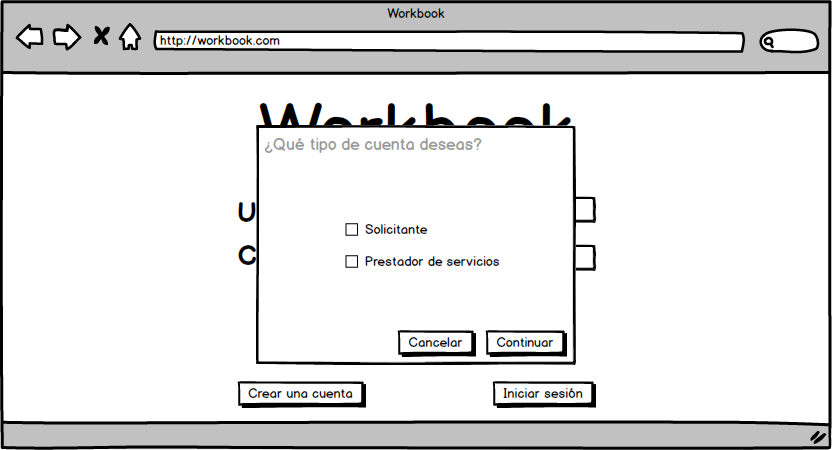 Workbook
http://workbook.com
Workbook
¿Qué tipo de cuenta deseas?
U
Solicitante
C
Prestador de servicios
Cancelar
Continuar
Crear una cuenta
Iniciar sesión